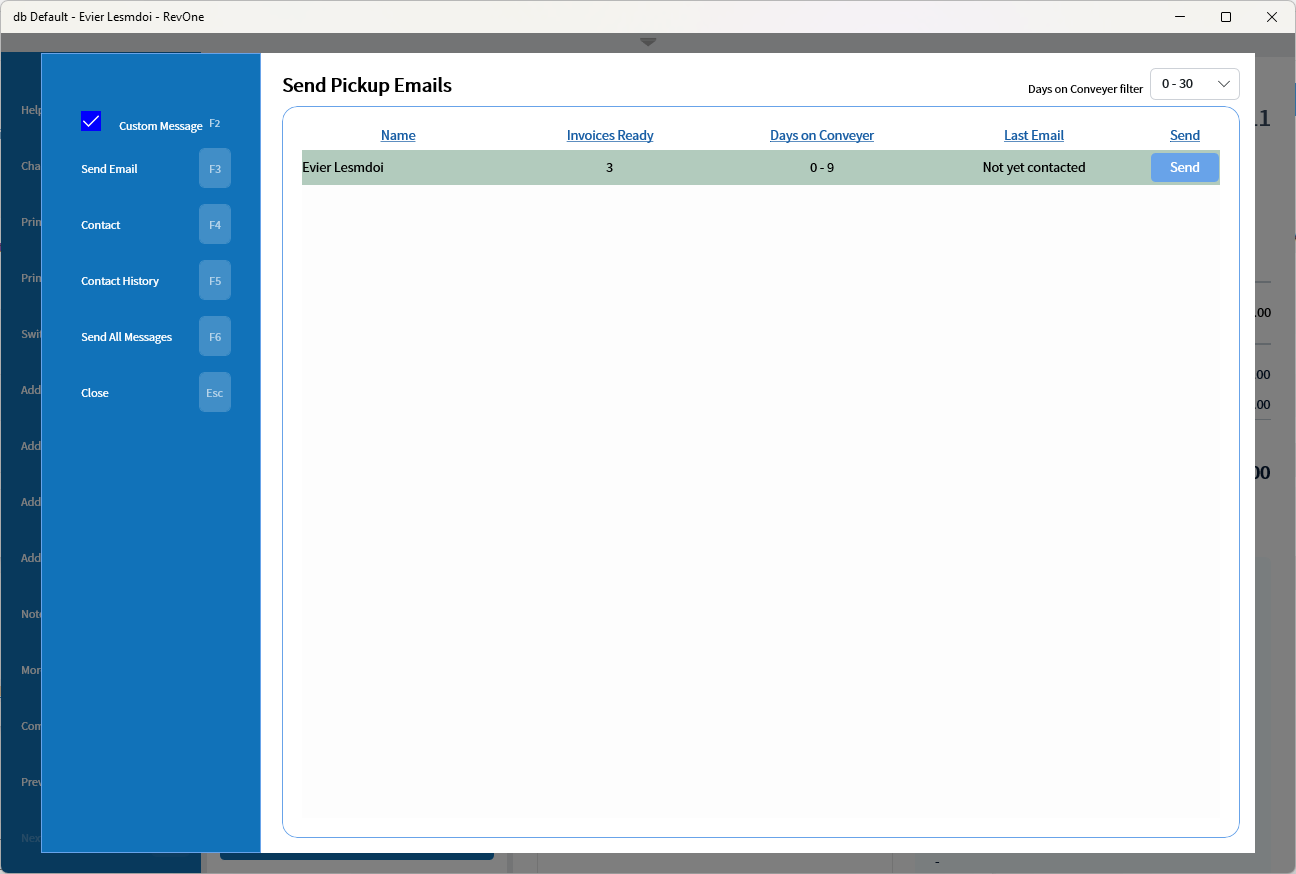 db Default - Evier Lesmdoi - RevOne
Send Pickup Emails
Days on Conveyer filter
0 - 30
Custom Message F2
Send Email F3
Contact F4
Contact History F5
Send All Messages F6
Close Esc
Name Invoices Ready Days on Conveyer Last Email Send
Evier Lesmdoi 3 0 - 9 Not yet contacted Send
Help
Cha
Prin
Prin
Swit
Add
Add
Add
Add
Note
Mor
Com
Prev
Nex
.00
.00
.00
00
-